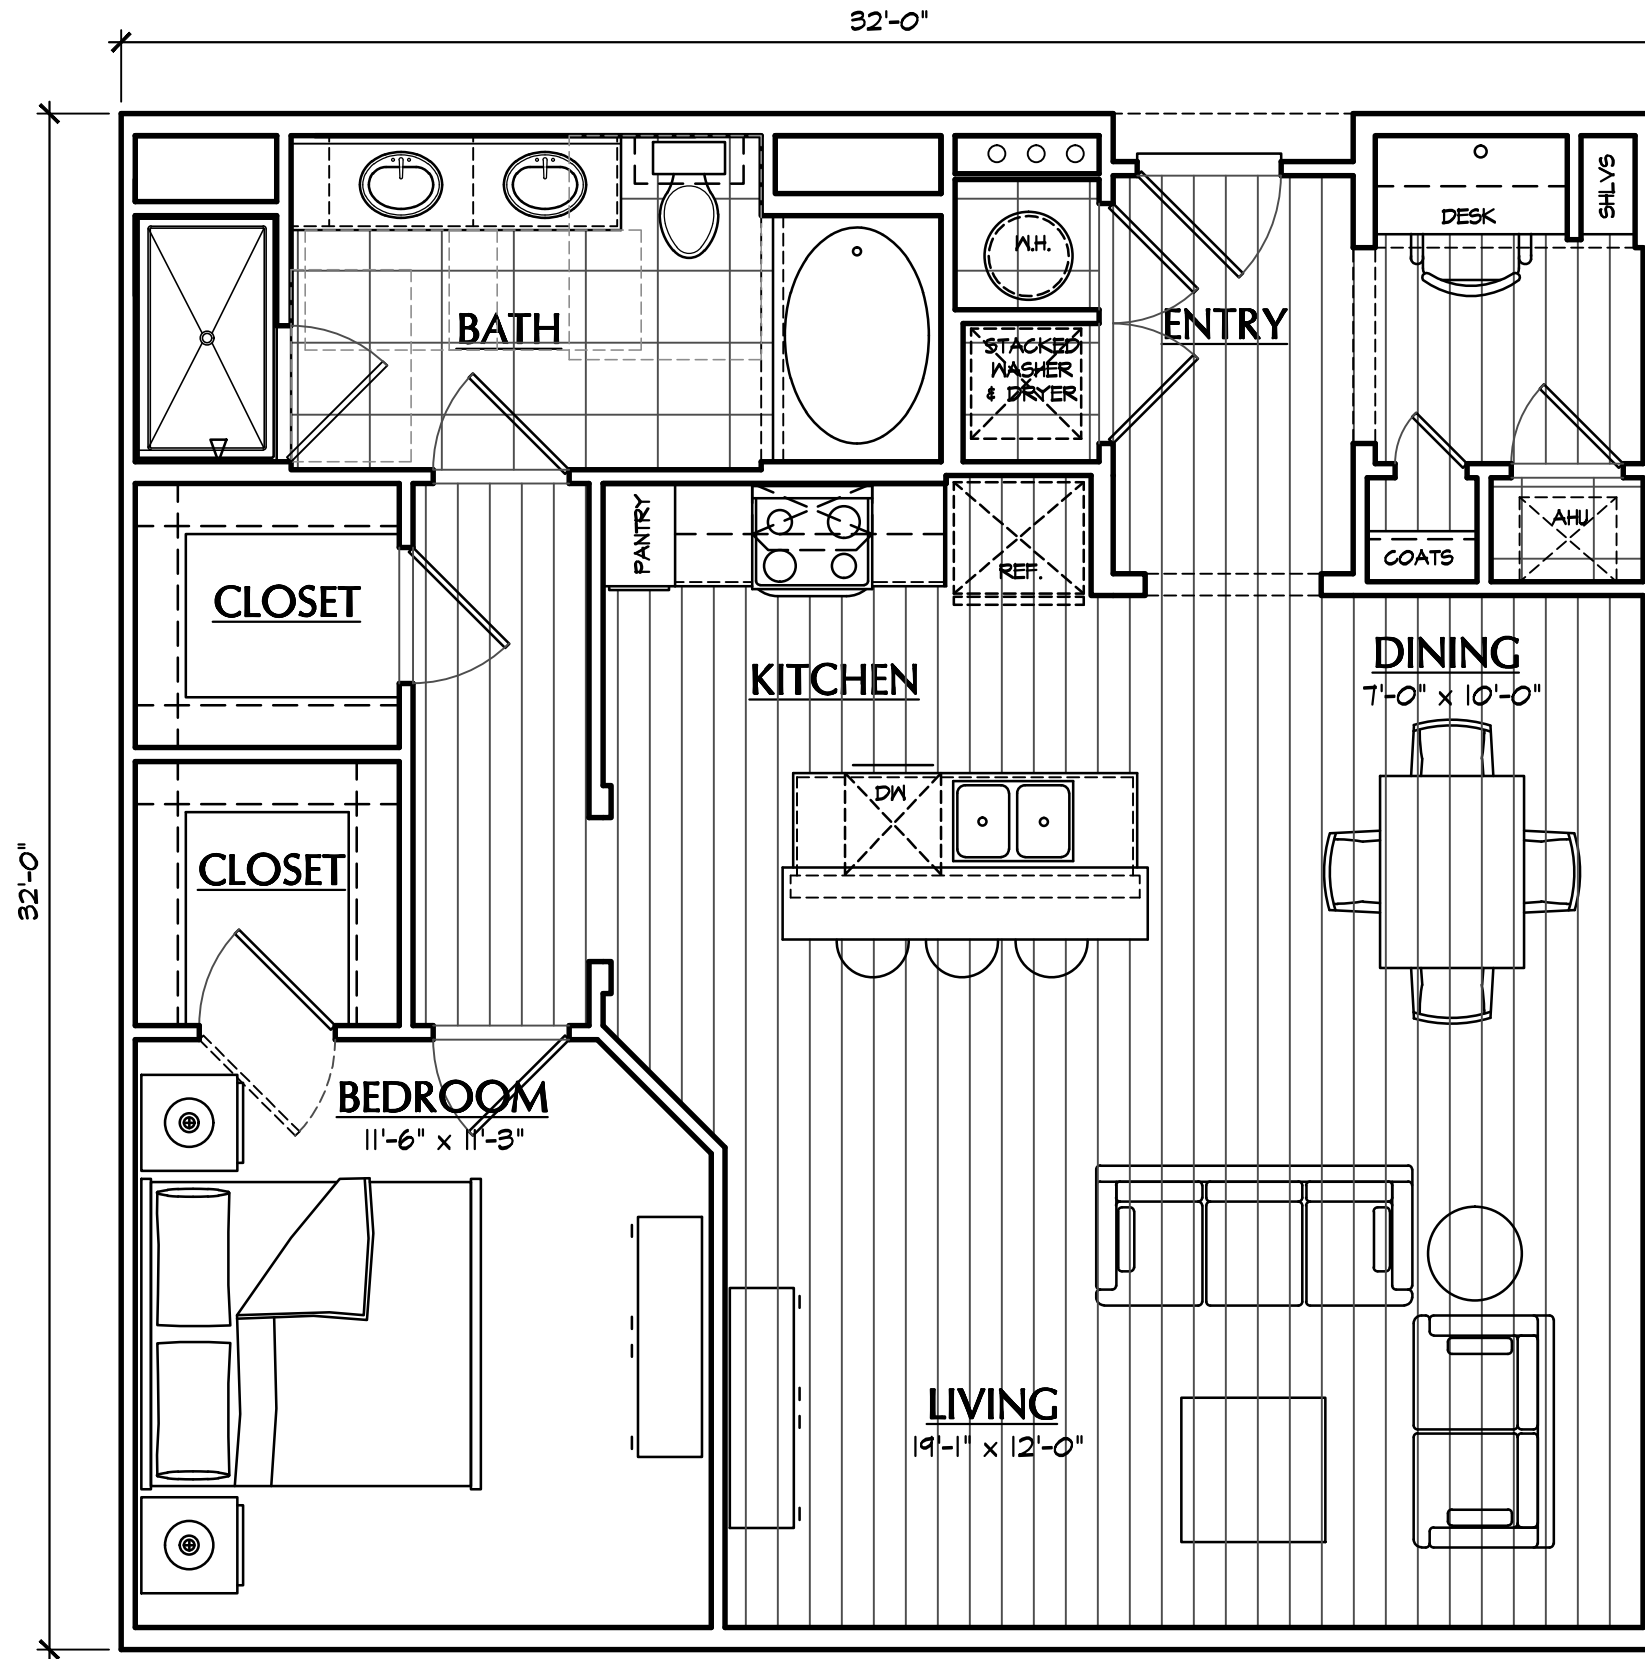 32'-0"
32'-0"
SHLVS
DESK
W.H.
BATH
ENTRY
STACKED
WASHER
& DRYER
PANTRY
AHU
COATS
REF.
CLOSET
KITCHEN
DINING
7'-0" x 10'-0"
DW
CLOSET
BEDROOM
11'-6" x 11'-3"
LIVING
19'-1" x 12'-0"